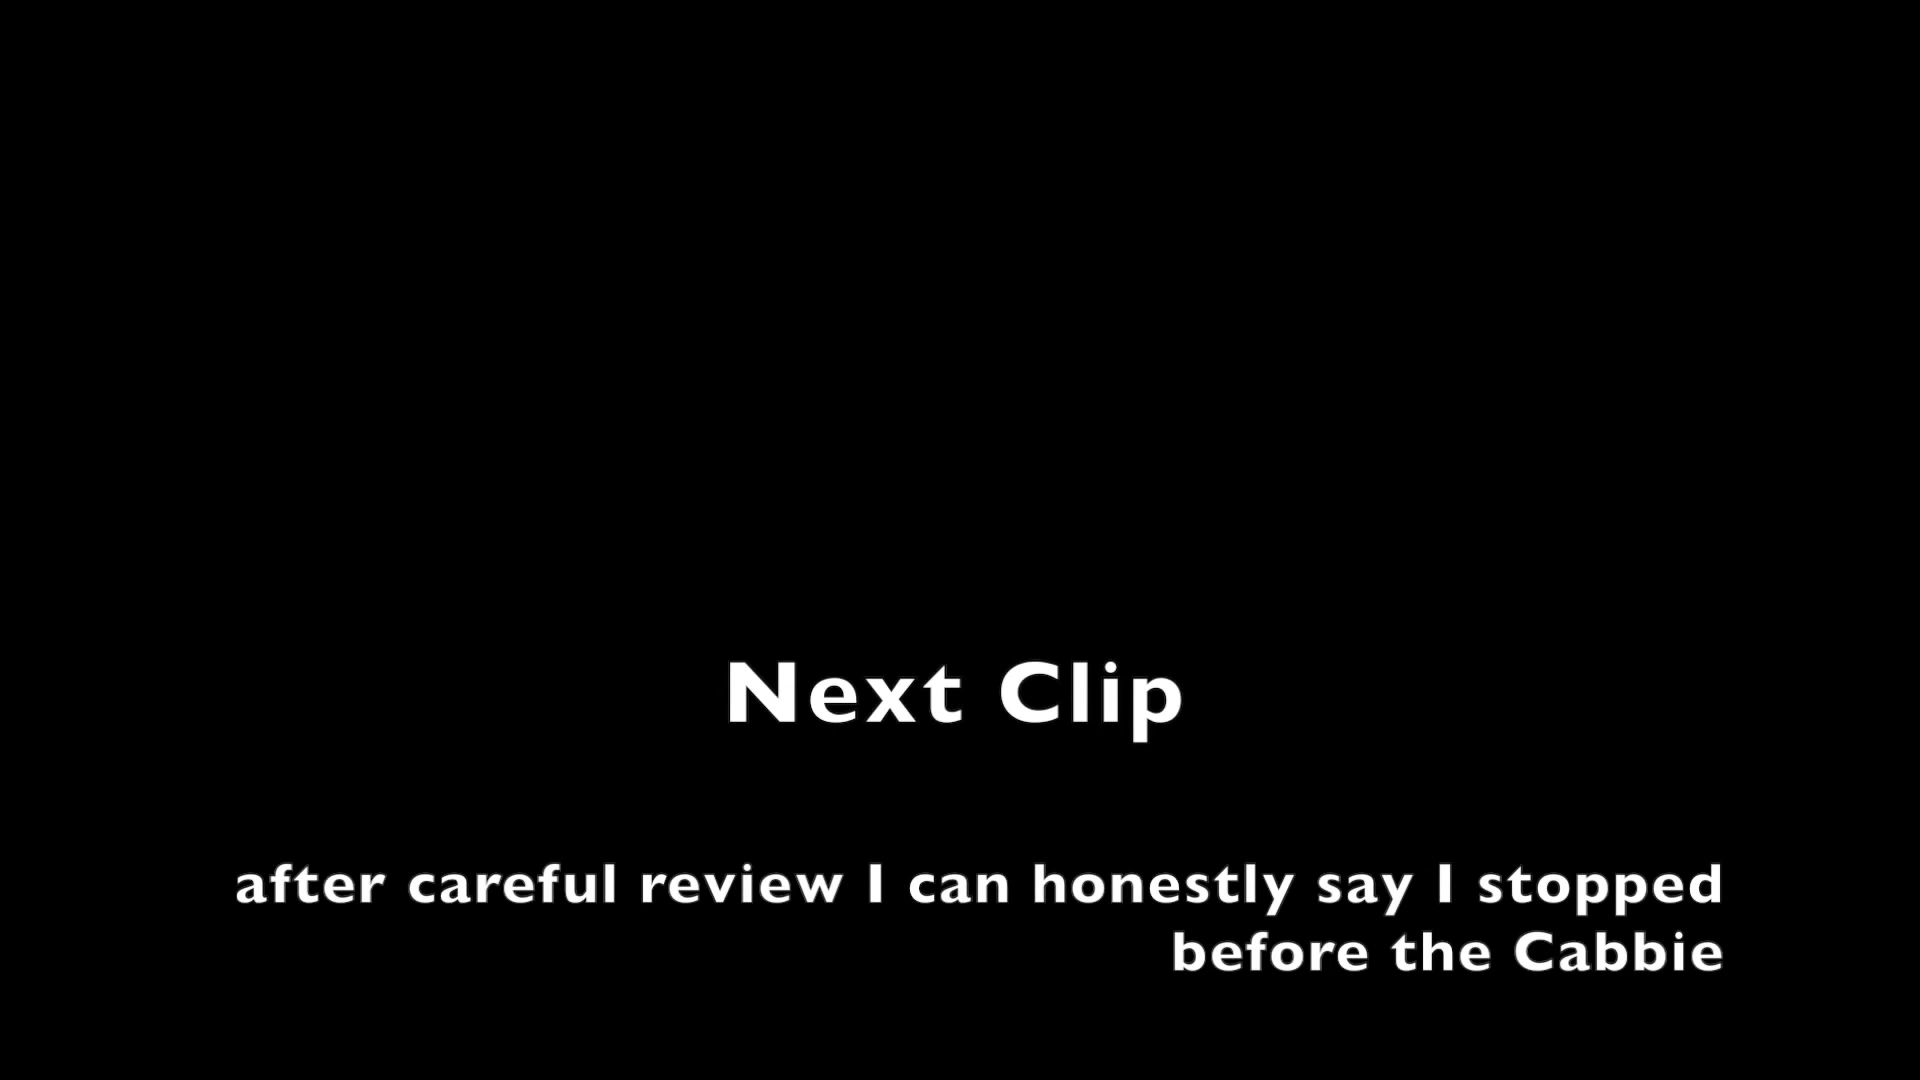 Next Clip
after careful review I can honestly say I stopped
before the Cabbie